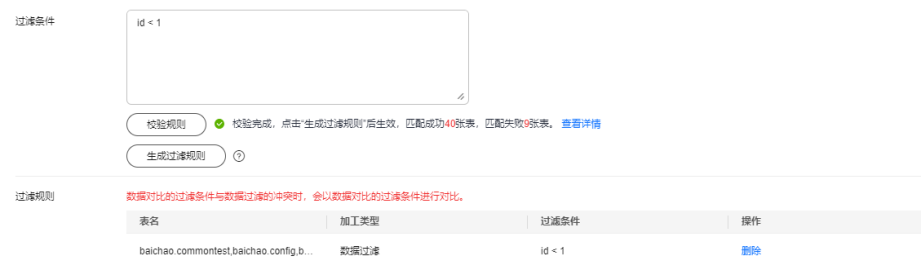 过滤条件
id < 1
校验规则 校验完成，点击“生成过滤规则”后生效，匹配成功40张表，匹配失败9张表。 查看详情
生成过滤规则 ?
过滤规则 数据对比的过滤条件与数据过滤的冲突时，会以数据对比的过滤条件进行对比。
表名 加工类型 过滤条件 操作
baichao.commontest,baichao.config,b... 数据过滤 id < 1 删除